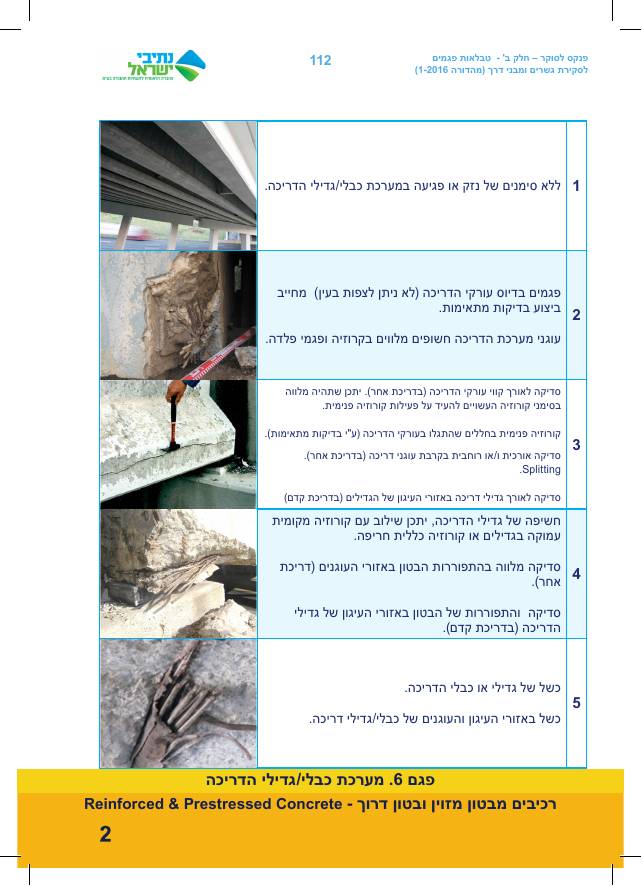 פנקס לסוקר – חלק ב' - טבלאות פגמים
לסקירת גשרים ומבני דרך (מהדורה 1-2016)
112
נתיבי
ישראל
החברה הלאומית לתשתיות תחבורה בע"מ
1
ללא סימנים של נזק או פגיעה במערכת כבלי/גדילי הדריכה.
2
פגמים בדיוס עורקי הדריכה (לא ניתן לצפות בעין) מחייב
ביצוע בדיקות מתאימות.
עוגני מערכת הדריכה חשופים מלווים בקרוזיה ופגמי פלדה.
3
סדיקה לאורך קווי עורקי הדריכה (בדריכת אחר). יתכן שתהיה מלווה
בסימני קורוזיה העשויים להעיד על פעילות קורוזיה פנימית.
קורוזיה פנימית בחללים שהתגלו בעורקי הדריכה (ע"י בדיקות מתאימות).
סדיקה אורכית ו/או רוחבית בקרבת עוגני דריכה (בדריכת אחר).
Splitting.
סדיקה לאורך גדילי דריכה באזורי העיגון של הגדילים (בדריכת קדם)
4
חשיפה של גדילי הדריכה, יתכן שילוב עם קורוזיה מקומית
עמוקה בגדילים או קורוזיה כללית חריפה.
סדיקה מלווה בהתפוררות הבטון באזורי העוגנים (דריכת
אחר).
סדיקה והתפוררות של הבטון באזורי העיגון של גדילי
הדריכה (בדריכת קדם).
5
כשל של גדילי או כבלי הדריכה.
כשל באזורי העיגון והעוגנים של כבלי/גדילי דריכה.
פגם 6. מערכת כבלי/גדילי הדריכה
רכיבים מבטון מזוין ובטון דרוך - Reinforced & Prestressed Concrete
2